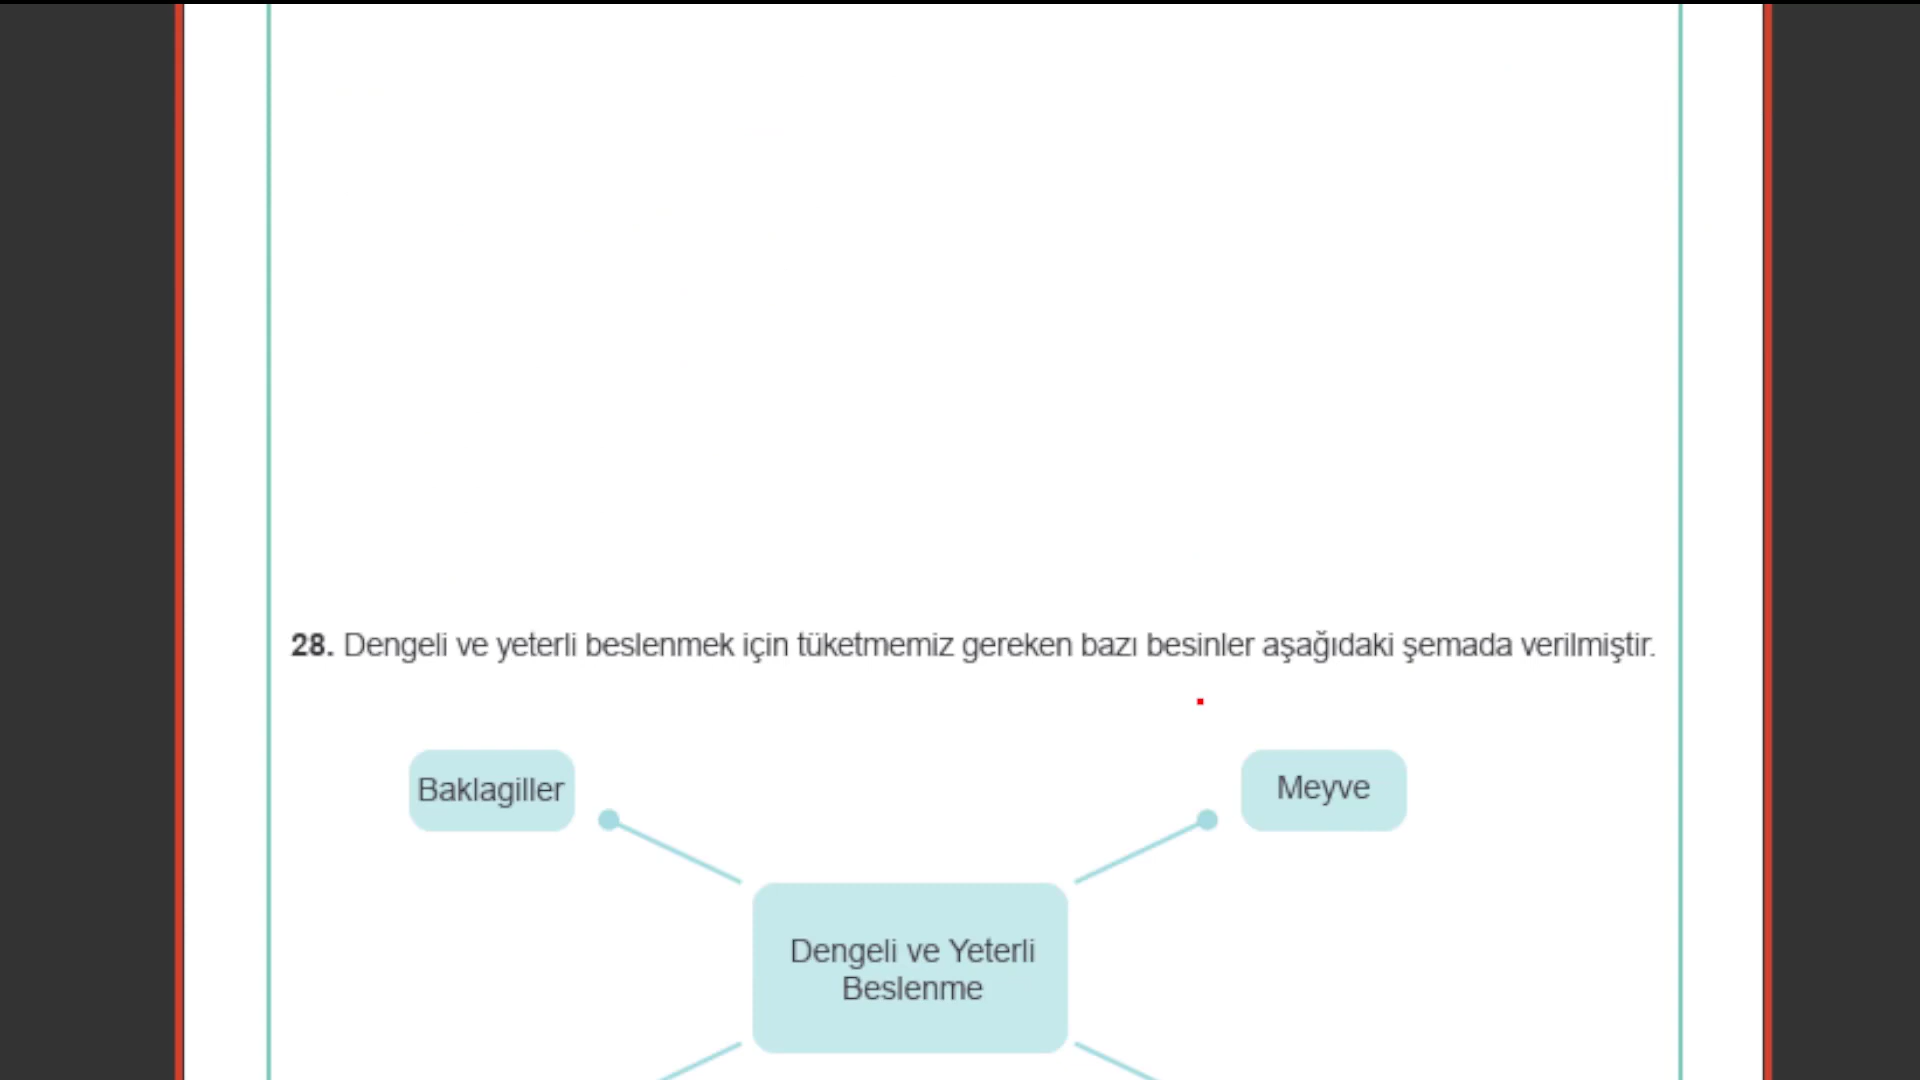 28. Dengeli ve yeterli beslenmek için tüketmemiz gereken bazı besinler aşağıdaki şemada verilmiştir.
Baklagiller
Meyve
Dengeli ve Yeterli
Beslenme